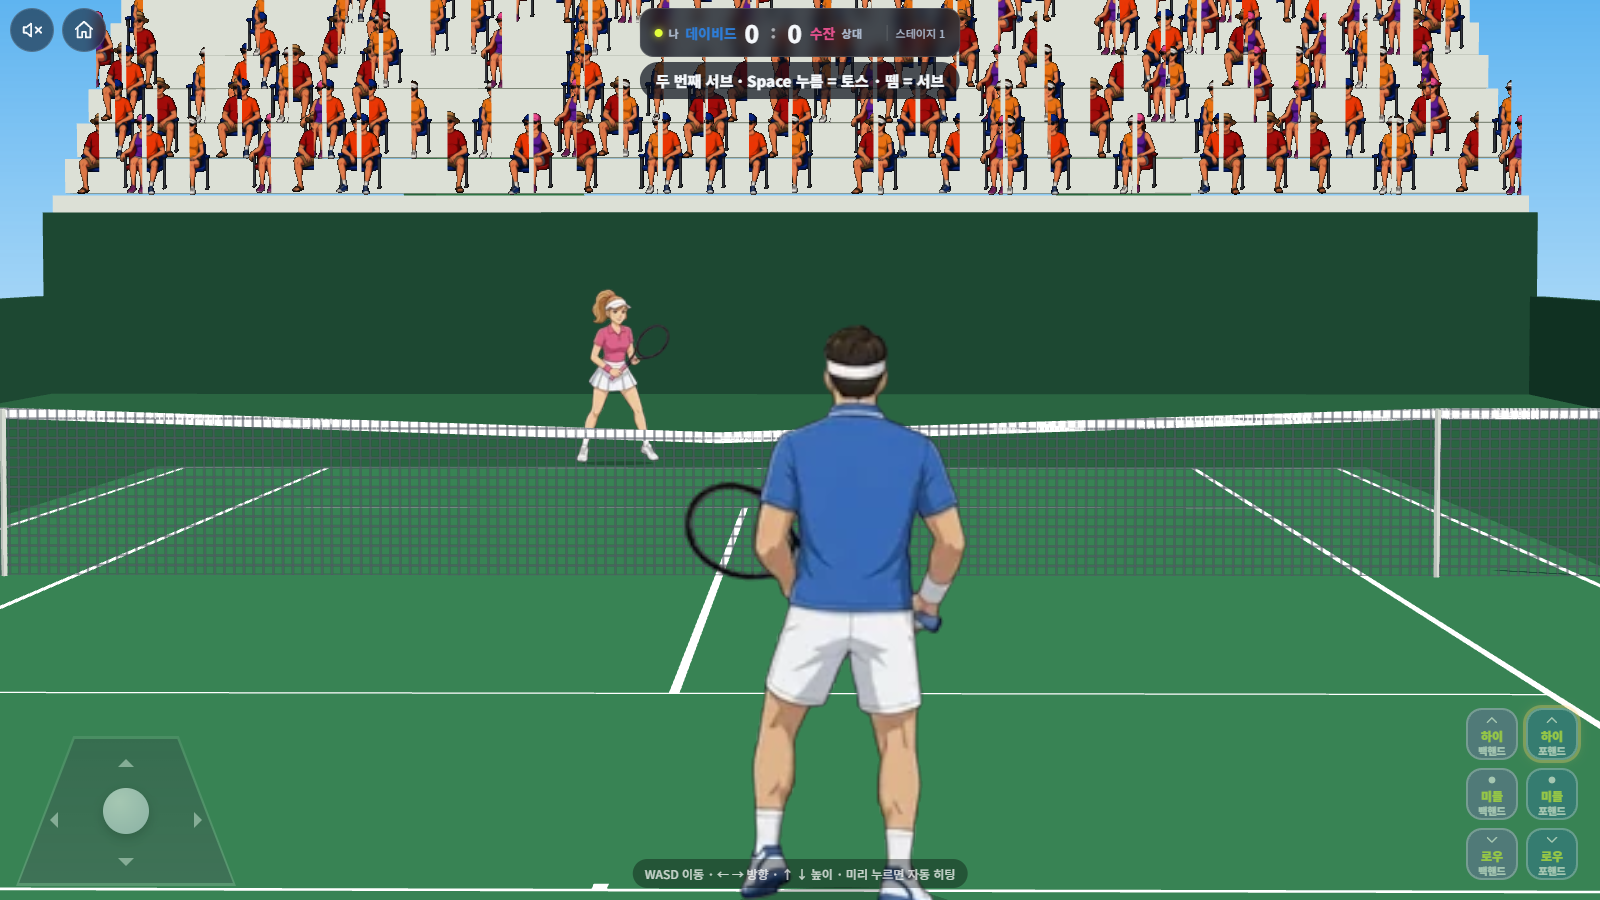 나 데이비드 0 : 0 수잔 상대 스테이지 1
두 번째 서브 · Space 누름 = 토스 · 뗌 = 서브
하이 백핸드
하이 포핸드
미들 백핸드
미들 포핸드
로우 백핸드
로우 포핸드
WASD 이동 · ←→ 방향 · ↑ ↓ 높이 · 미리 누르면 자동 히팅